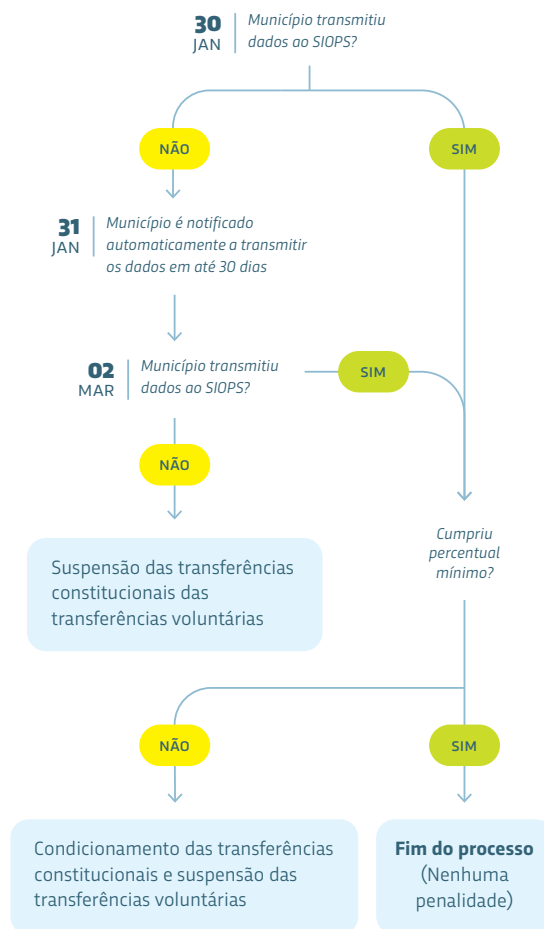 30
JAN
Município transmitiu
dados ao SIOPS?
NÃO
SIM
31
JAN
Município é notificado
automaticamente a transmitir
os dados em até 30 dias
02
MAR
Município transmitiu
dados ao SIOPS?
SIM
NÃO
Suspensão das transferências
constitucionais das
transferências voluntárias
Cumpriu
percentual
mínimo?
NÃO
SIM
Condicionamento das transferências
constitucionais e suspensão das
transferências voluntárias
Fim do processo
(Nenhuma
penalidade)